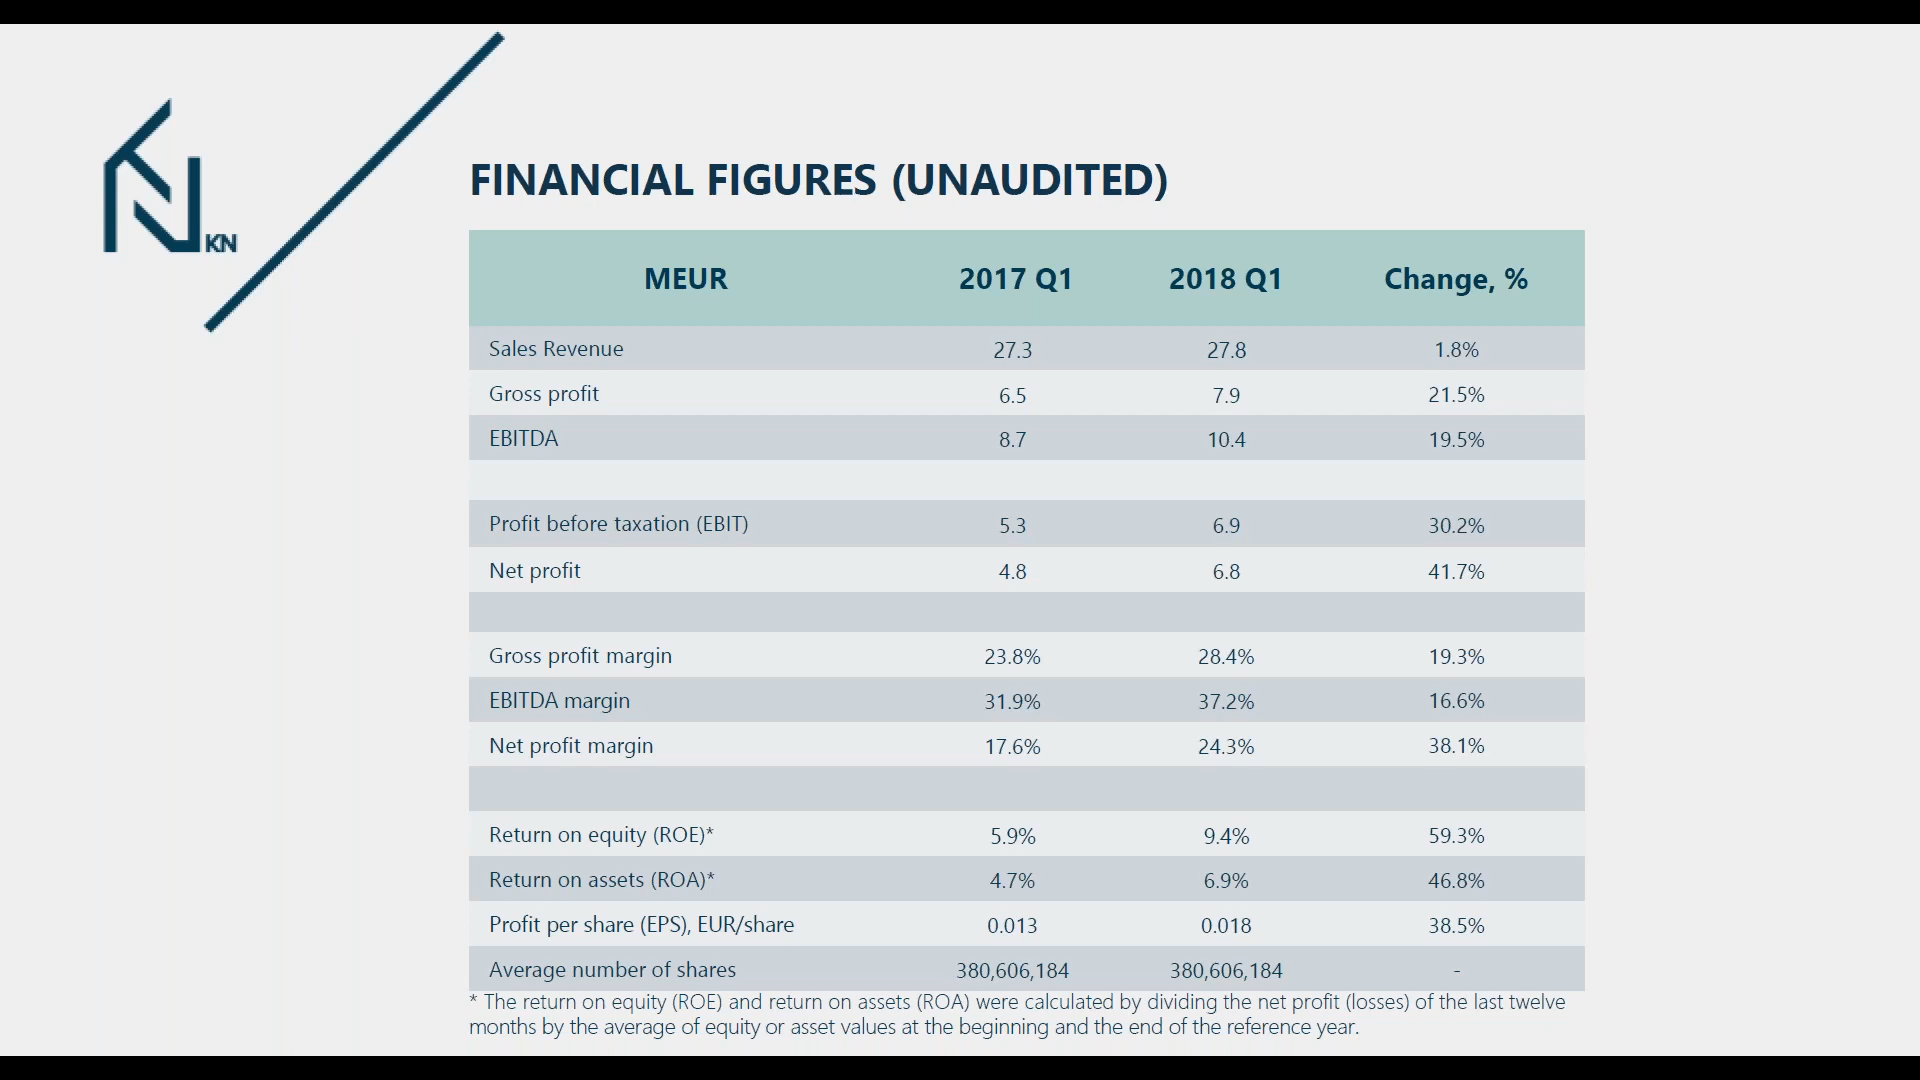 KN
FINANCIAL FIGURES (UNAUDITED)
MEUR 2017 Q1 2018 Q1 Change, %
Sales Revenue 27.3 27.8 1.8%
Gross profit 6.5 7.9 21.5%
EBITDA 8.7 10.4 19.5%
Profit before taxation (EBIT) 5.3 6.9 30.2%
Net profit 4.8 6.8 41.7%
Gross profit margin 23.8% 28.4% 19.3%
EBITDA margin 31.9% 37.2% 16.6%
Net profit margin 17.6% 24.3% 38.1%
Return on equity (ROE)* 5.9% 9.4% 59.3%
Return on assets (ROA)* 4.7% 6.9% 46.8%
Profit per share (EPS), EUR/share 0.013 0.018 38.5%
Average number of shares 380,606,184 380,606,184 -
* The return on equity (ROE) and return on assets (ROA) were calculated by dividing the net profit (losses) of the last twelve
months by the average of equity or asset values at the beginning and the end of the reference year.